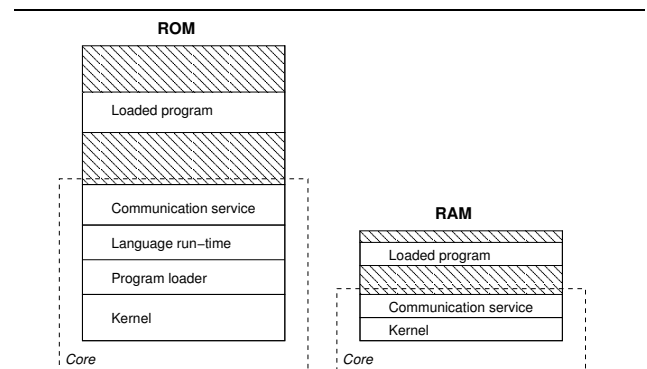 ROM
Loaded program
Communication service
Language run−time
Program loader
Kernel
Core
RAM
Loaded program
Communication service
Kernel
Core